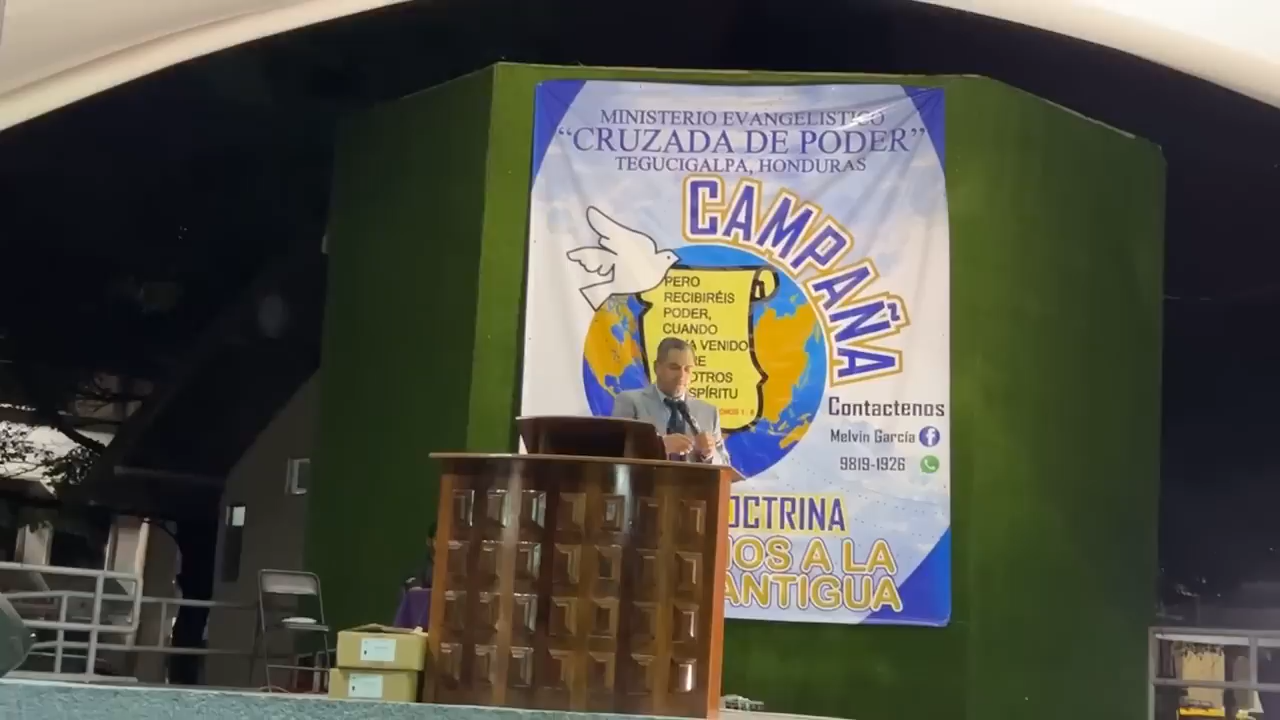 MINISTERIO EVANGELISTICO
“CRUZADA DE PODER”
TEGUCIGALPA, HONDURAS
CAMPAÑA
PERO
RECIBIRÉIS
PODER,
CUANDO
VENIDO
Contactenos
Melvin García
9819-1926
A LA
ANTIGUA